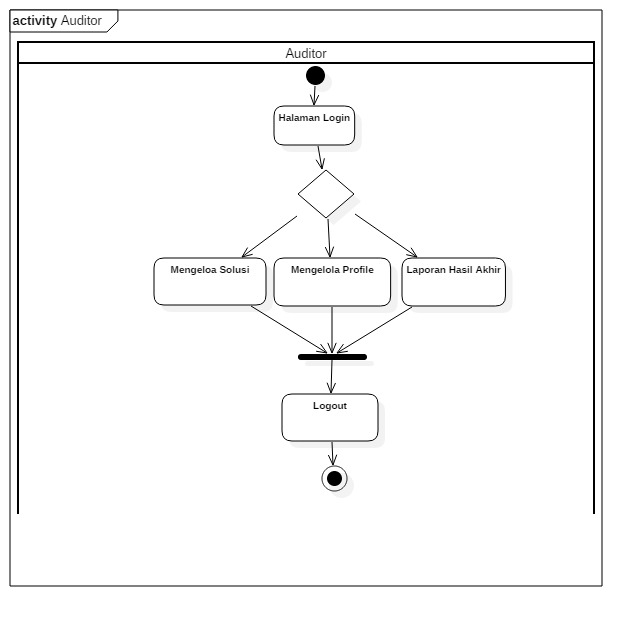 activity Auditor
Auditor
Halaman Login
Mengeloa Solusi
Mengelola Profile
Laporan Hasil Akhir
Logout